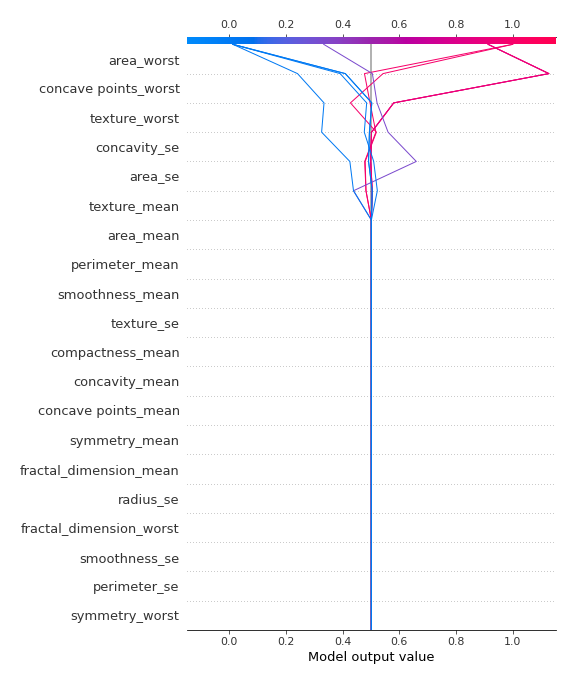 0.0 0.2 0.4 0.6 0.8 1.0
area_worst
concave points_worst
texture_worst
concavity_se
area_se
texture_mean
area_mean
perimeter_mean
smoothness_mean
texture_se
compactness_mean
concavity_mean
concave points_mean
symmetry_mean
fractal_dimension_mean
radius_se
fractal_dimension_worst
smoothness_se
perimeter_se
symmetry_worst
0.0 0.2 0.4 0.6 0.8 1.0
Model output value